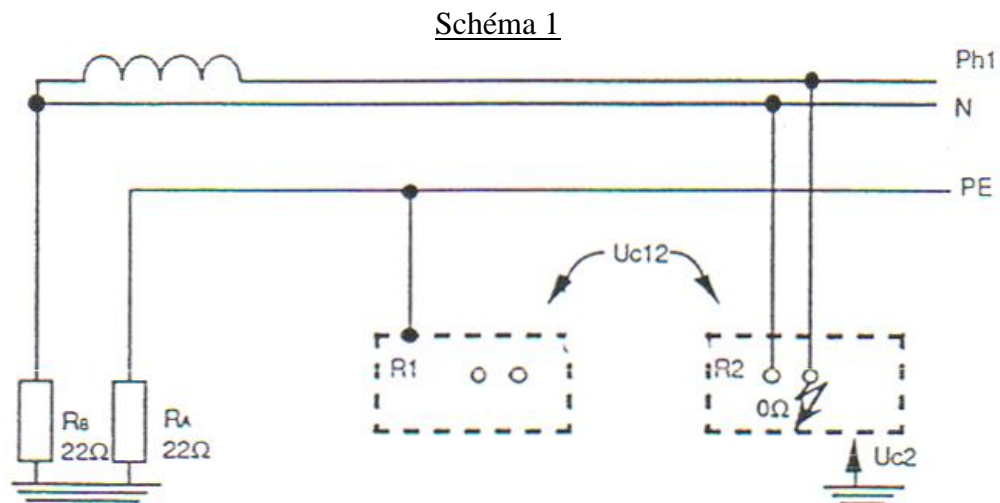 Schéma 1
Ph1
N
PE
Uc12
R1
R2
0Ω
RB
22Ω
RA
22Ω
Uc2